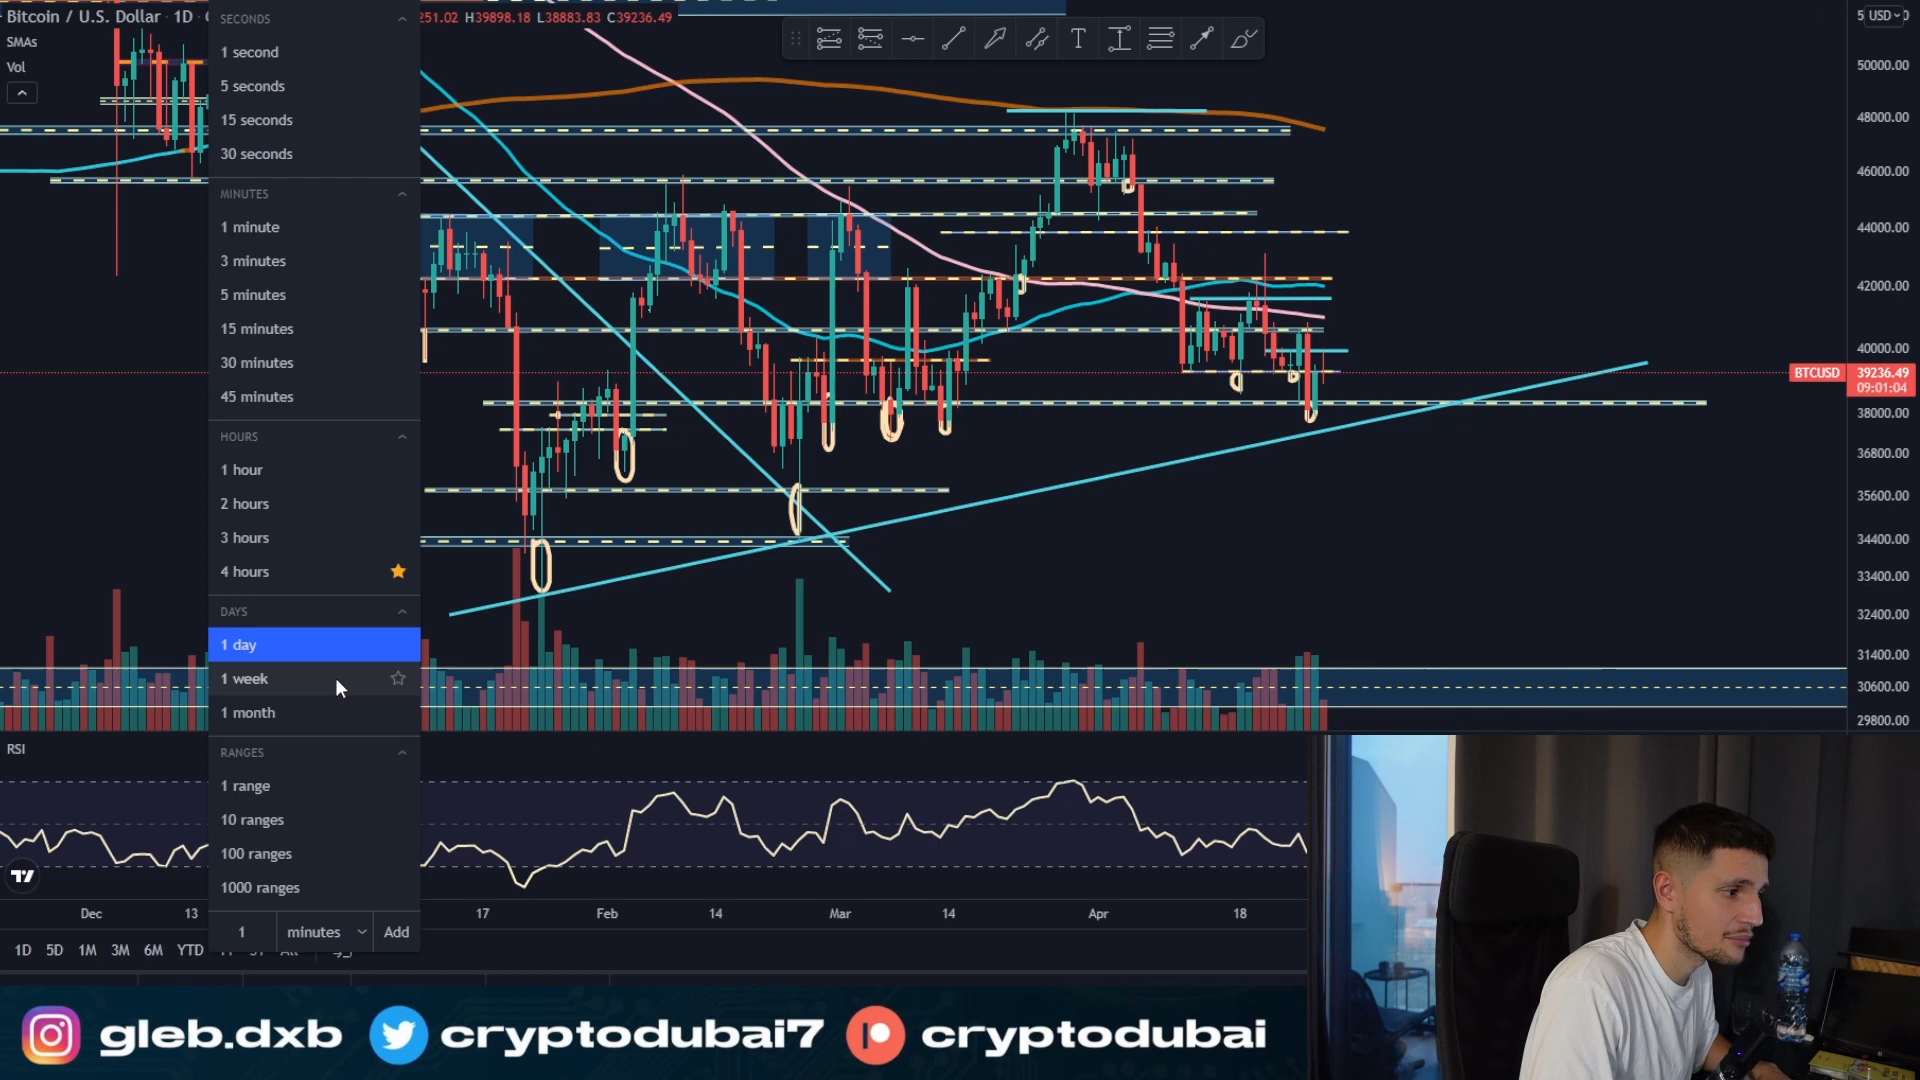 Bitcoin / U.S. Dollar · 1D ·
251.02 H39898.18 L38883.83 C39236.49
SMAs
Vol
SECONDS
1 second
5 seconds
15 seconds
30 seconds
MINUTES
1 minute
3 minutes
5 minutes
15 minutes
30 minutes
45 minutes
HOURS
1 hour
2 hours
3 hours
4 hours
DAYS
1 day
1 week
1 month
RANGES
1 range
10 ranges
100 ranges
1000 ranges
1 minutes Add
T
USD
50000.00
48000.00
46000.00
44000.00
42000.00
40000.00
BTCUSD 39236.49
09:01:04
38000.00
36800.00
35600.00
34400.00
33400.00
32400.00
31400.00
30600.00
29800.00
RSI
Dec 13 17 Feb 14 Mar 14 Apr 18
1D 5D 1M 3M 6M YTD
gleb.dxb cryptodubai7 cryptodubai